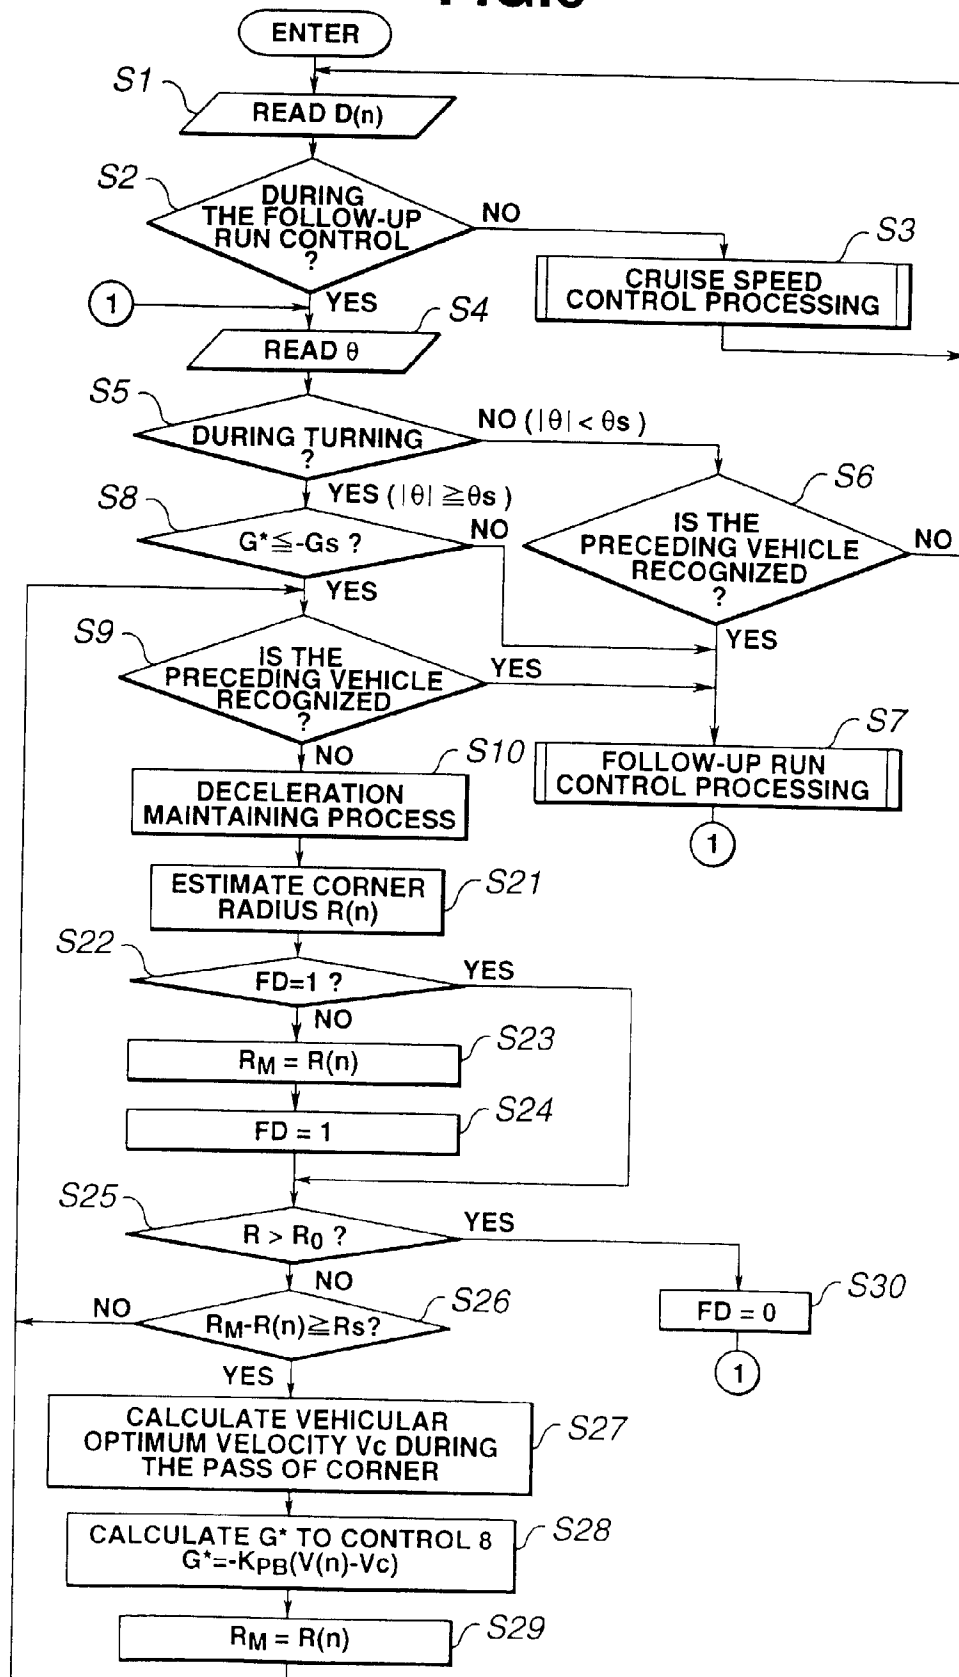 ENTER
S1
READ D(n)
S2
DURING
THE FOLLOW-UP
RUN CONTROL
?
NO
S3
CRUISE SPEED
CONTROL PROCESSING
1
YES
S4
READ θ
S5
DURING TURNING
?
NO (|θ| < θs)
YES (|θ| ≧ θs)
S6
IS THE
PRECEDING VEHICLE
RECOGNIZED
?
NO
YES
S8
G* ≦ -Gs ?
NO
YES
S9
IS THE
PRECEDING VEHICLE
RECOGNIZED
?
YES
NO
S7
FOLLOW-UP RUN
CONTROL PROCESSING
1
S10
DECELERATION
MAINTAINING PROCESS
S21
ESTIMATE CORNER
RADIUS R(n)
S22
FD=1 ?
YES
NO
S23
RM = R(n)
S24
FD = 1
S25
R > R0 ?
YES
NO
S30
FD = 0
1
S26
RM-R(n)≧Rs?
NO
YES
S27
CALCULATE VEHICULAR
OPTIMUM VELOCITY Vc DURING
THE PASS OF CORNER
S28
CALCULATE G* TO CONTROL 8
G*=-KPB(V(n)-Vc)
S29
RM = R(n)